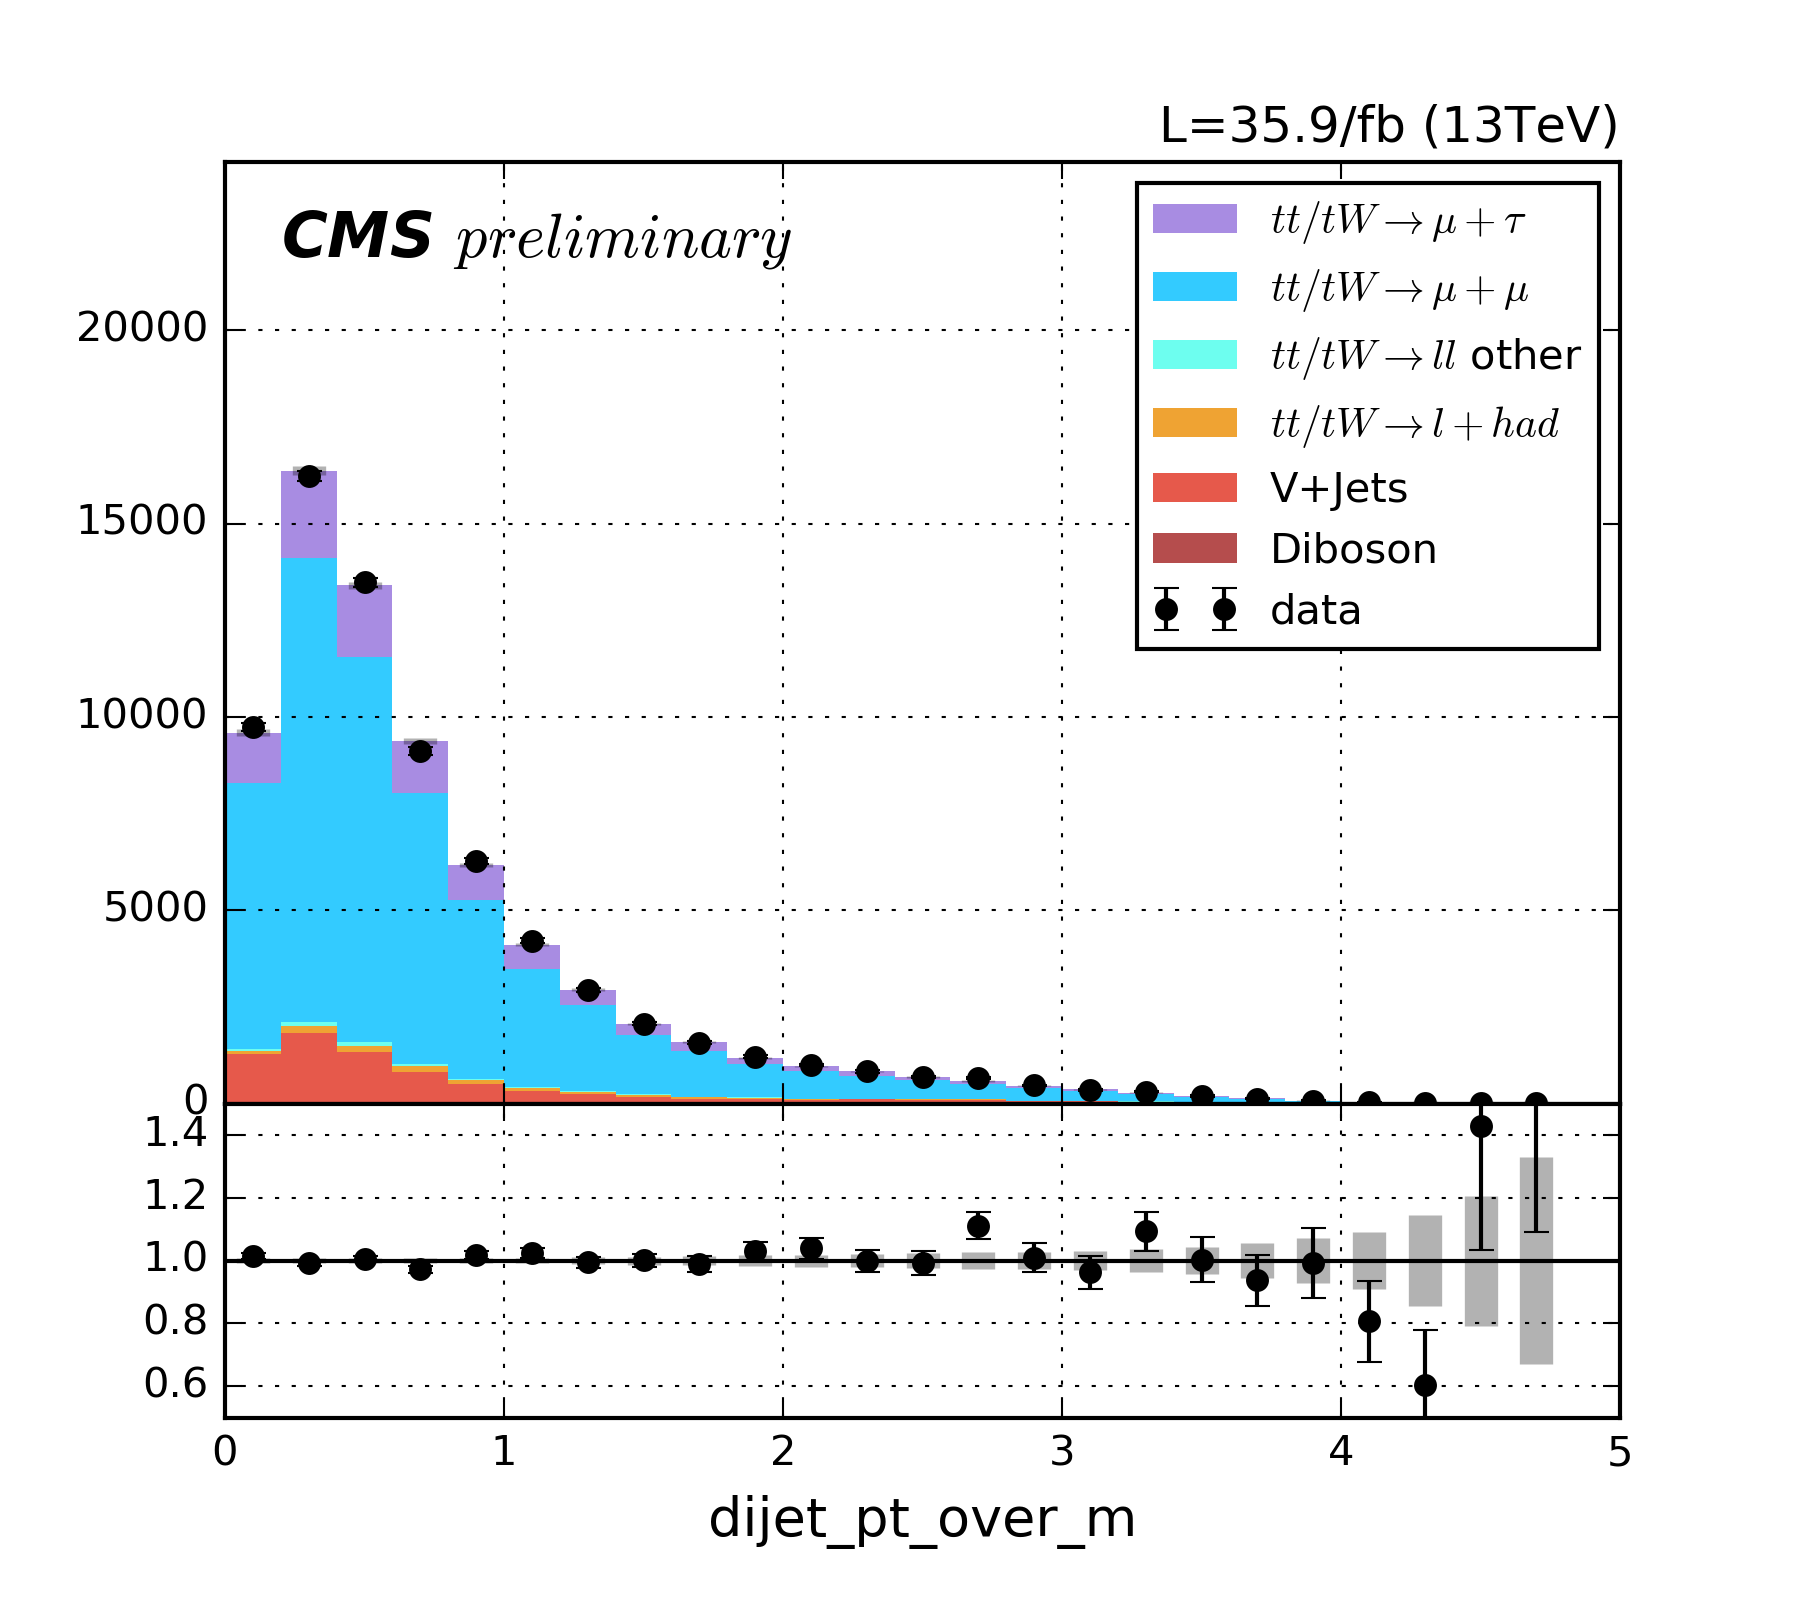 L=35.9/fb (13TeV)
CMS preliminary
tt/tW→μ+τ
tt/tW→μ+μ
tt/tW→ll other
tt/tW→l+had
V+Jets
Diboson
data
20000
15000
10000
5000
0
1.4
1.2
1.0
0.8
0.6
0 1 2 3 4 5
dijet_pt_over_m